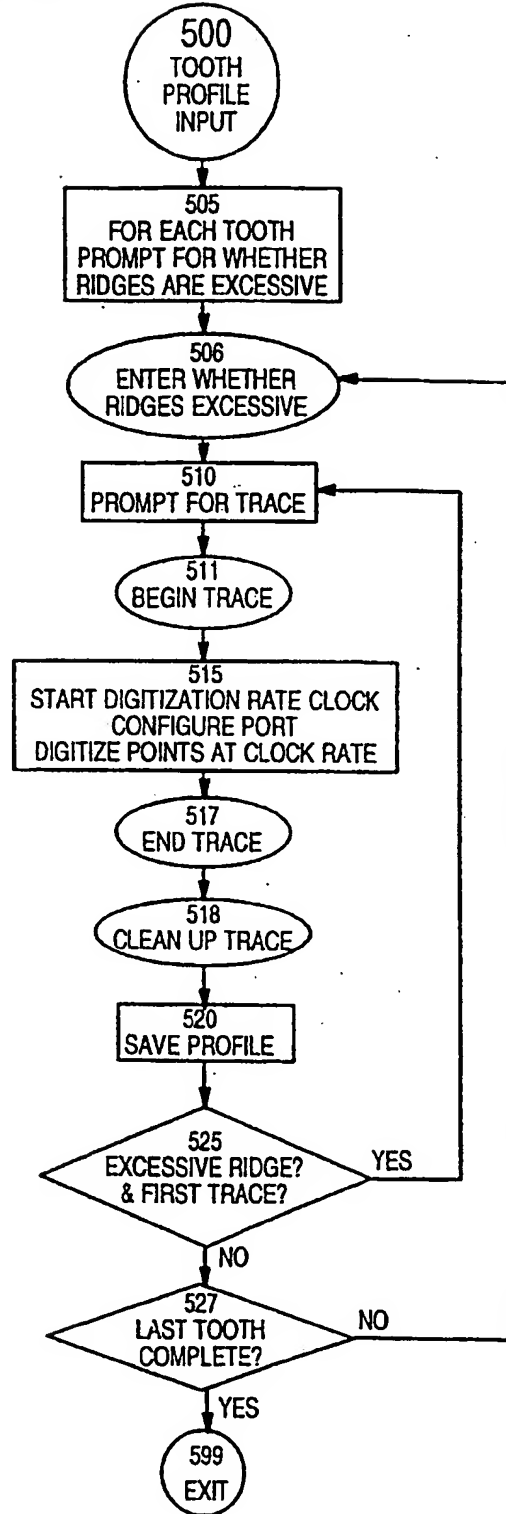 500
TOOTH
PROFILE
INPUT
505
FOR EACH TOOTH
PROMPT FOR WHETHER
RIDGES ARE EXCESSIVE
506
ENTER WHETHER
RIDGES EXCESSIVE
510
PROMPT FOR TRACE
511
BEGIN TRACE
515
START DIGITIZATION RATE CLOCK
CONFIGURE PORT
DIGITIZE POINTS AT CLOCK RATE
517
END TRACE
518
CLEAN UP TRACE
520
SAVE PROFILE
525
EXCESSIVE RIDGE?
& FIRST TRACE?
YES
NO
527
LAST TOOTH
COMPLETE?
NO
YES
599
EXIT